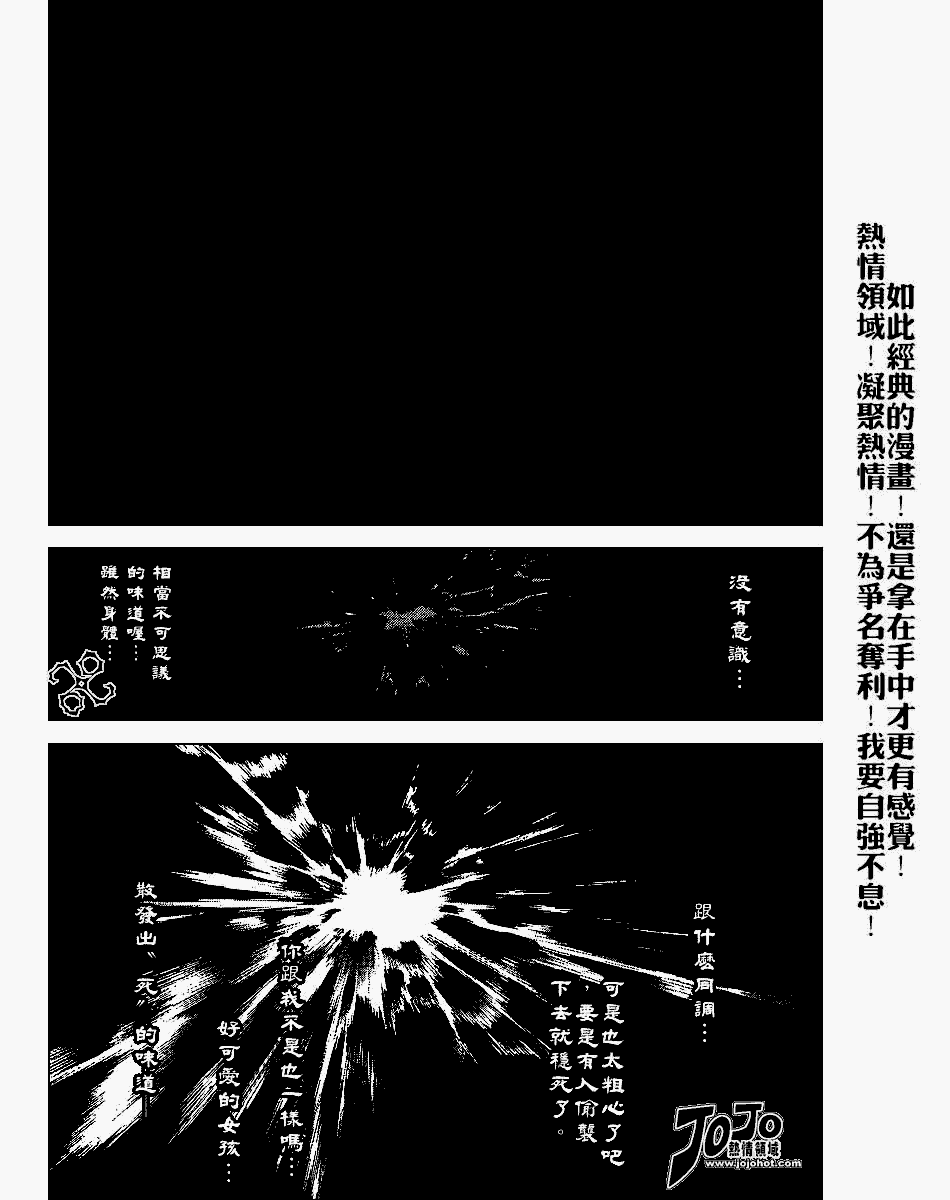 如此經典的漫畫！還是拿在手中才更有感覺！
熱情領域！凝聚熱情！不為爭名奪利！我要自強不息！
沒有意識…
相當不可思議
的味道喔…
雖然身體…
跟什麼同調…
可是也太粗心了吧
，要是有人偷襲
下去就穩死了。
你跟我不是也一樣嗎…
好可愛的女孩…
散發出〝死〞的味道—
JOJO
熱情領域
www.jojohot.com